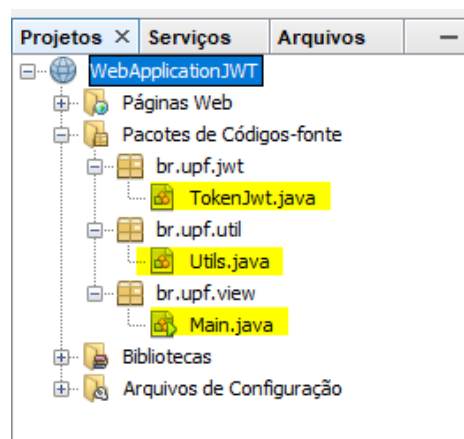 Projetos × Serviços Arquivos
WebApplicationJWT
Páginas Web
Pacotes de Códigos-fonte
br.upf.jwt
TokenJwt.java
br.upf.util
Utils.java
br.upf.view
Main.java
Bibliotecas
Arquivos de Configuração